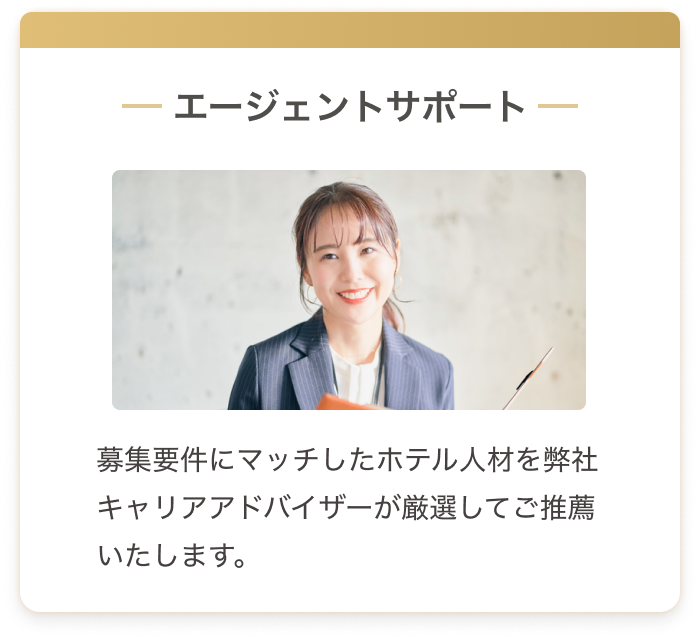 エージェントサポート
募集要件にマッチしたホテル人材を弊社
キャリアアドバイザーが厳選してご推薦
いたします。